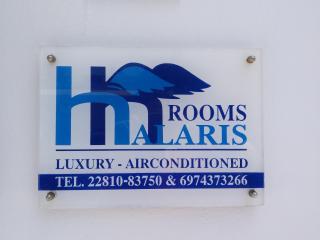 ROOMS
HALARIS
LUXURY - AIRCONDITIONED
TEL. 22810-83750 & 6974373266